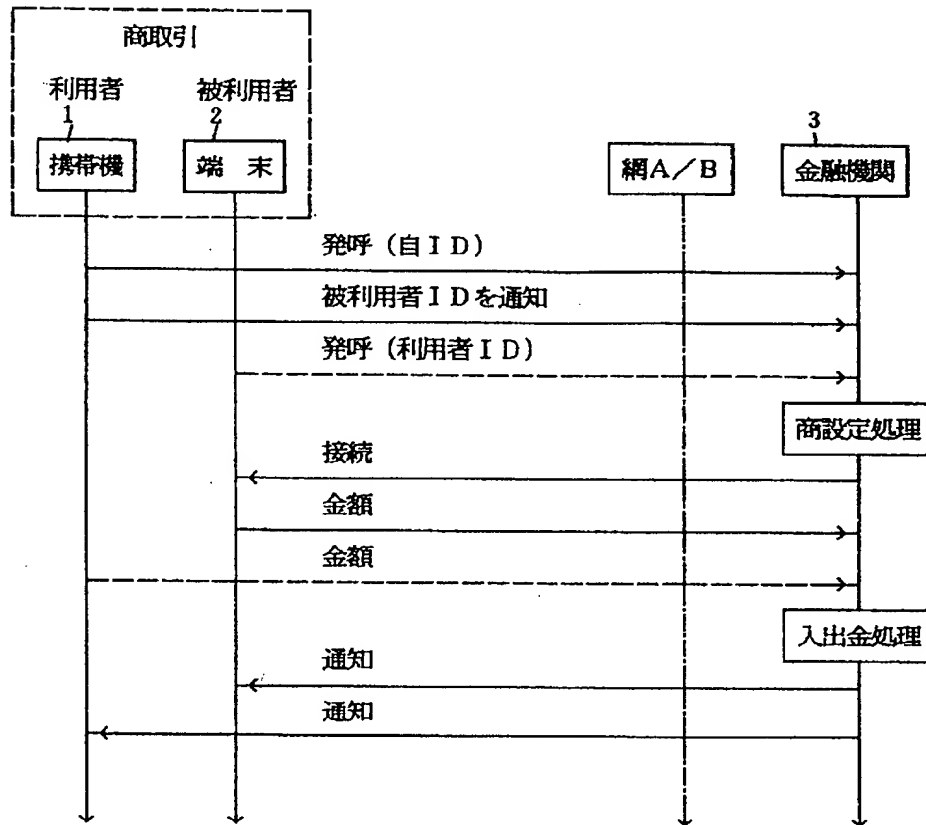 商取引
利用者 被利用者
1 2 3
携帯機 端 末 網A/B 金融機関
発呼(自ID)
被利用者IDを通知
発呼(利用者ID)
商設定処理
接続
金額
金額
入出金処理
通知
通知